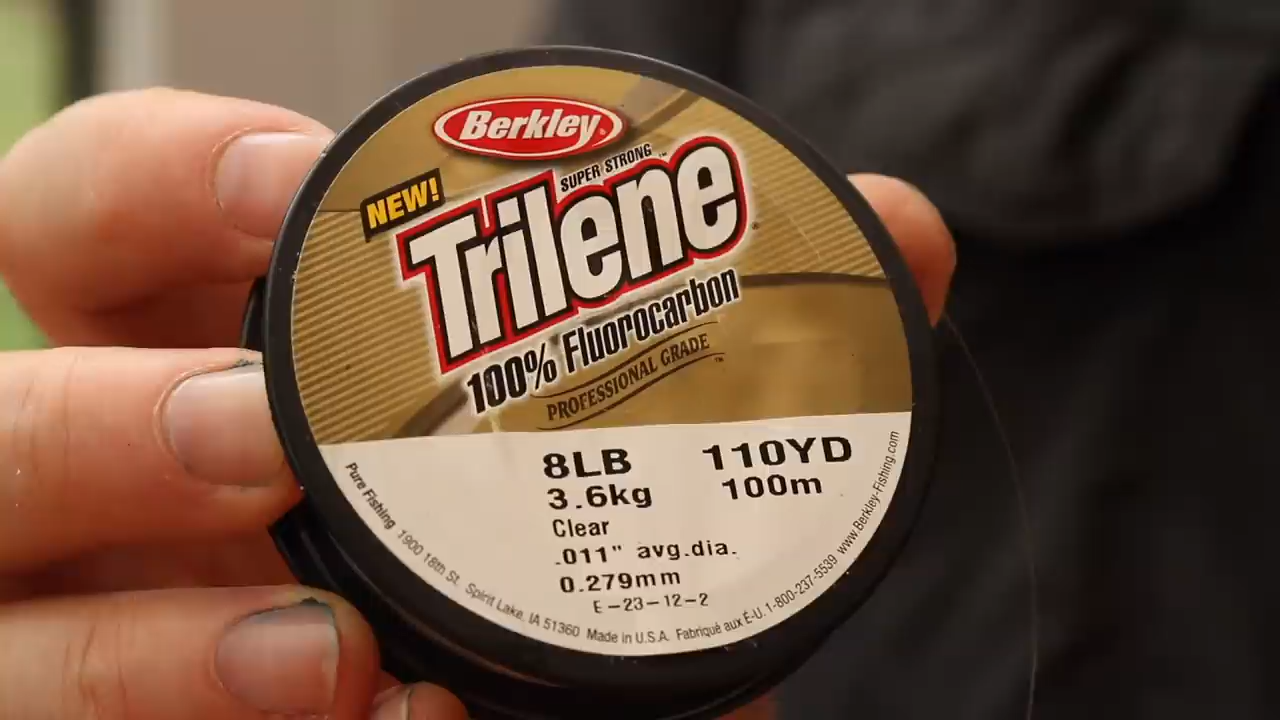 Berkley®
SUPER STRONG™
NEW!
Trilene®
100% Fluorocarbon
PROFESSIONAL GRADE™
8LB 110YD
3.6kg 100m
Clear
.011" avg.dia.
0.279mm
E-23-12-2
Pure Fishing 1900 18th St. Spirit Lake, IA 51360 Made in U.S.A. Fabriqué aux É-U. 1-800-237-5539 www.Berkley-Fishing.com